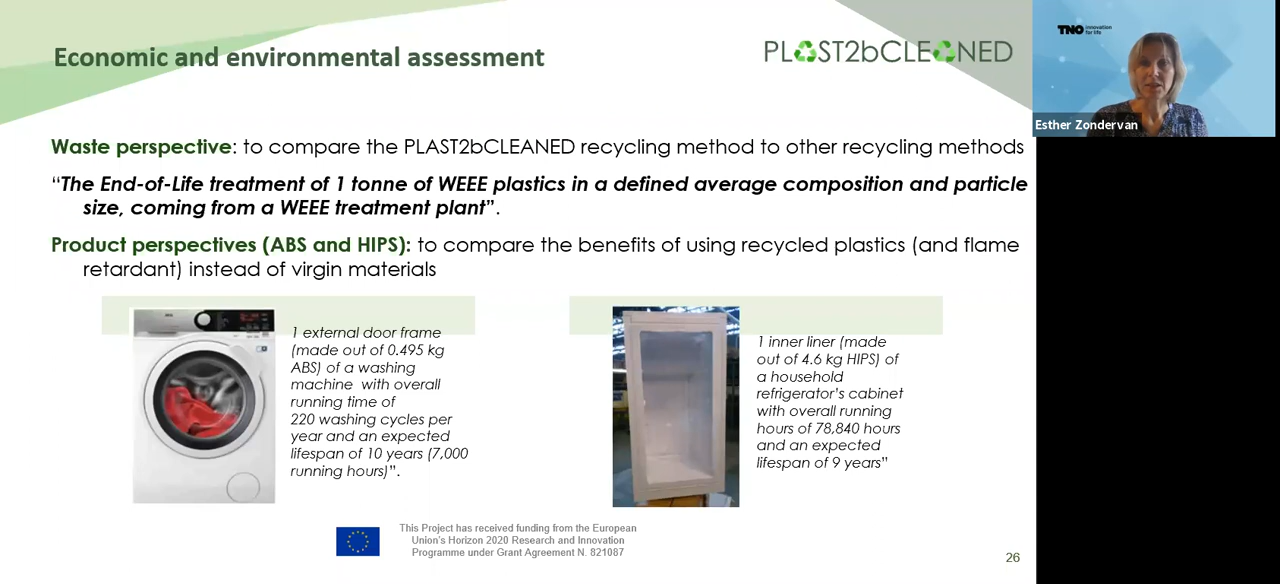 Economic and environmental assessment
PLAST2bCLEANED
TNO innovation
for life
Esther Zondervan
Waste perspective: to compare the PLAST2bCLEANED recycling method to other recycling methods
“The End-of-Life treatment of 1 tonne of WEEE plastics in a defined average composition and particle
size, coming from a WEEE treatment plant”.
Product perspectives (ABS and HIPS): to compare the benefits of using recycled plastics (and flame
retardant) instead of virgin materials
1 external door frame
(made out of 0.495 kg
ABS) of a washing
machine with overall
running time of
220 washing cycles per
year and an expected
lifespan of 10 years (7,000
running hours)”.
1 inner liner (made
out of 4.6 kg HIPS) of
a household
refrigerator’s cabinet
with overall running
hours of 78,840 hours
and an expected
lifespan of 9 years”
This Project has received funding from the European
Union’s Horizon 2020 Research and Innovation
Programme under Grant Agreement N. 821087
26